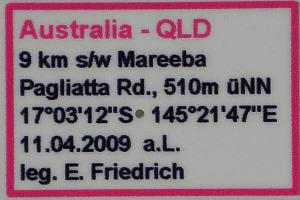 Australia - QLD
9 km s/w Mareeba
Pagliatta Rd., 510m üNN
17°03'12"S 145°21'47"E
11.04.2009 a.L.
leg. E. Friedrich